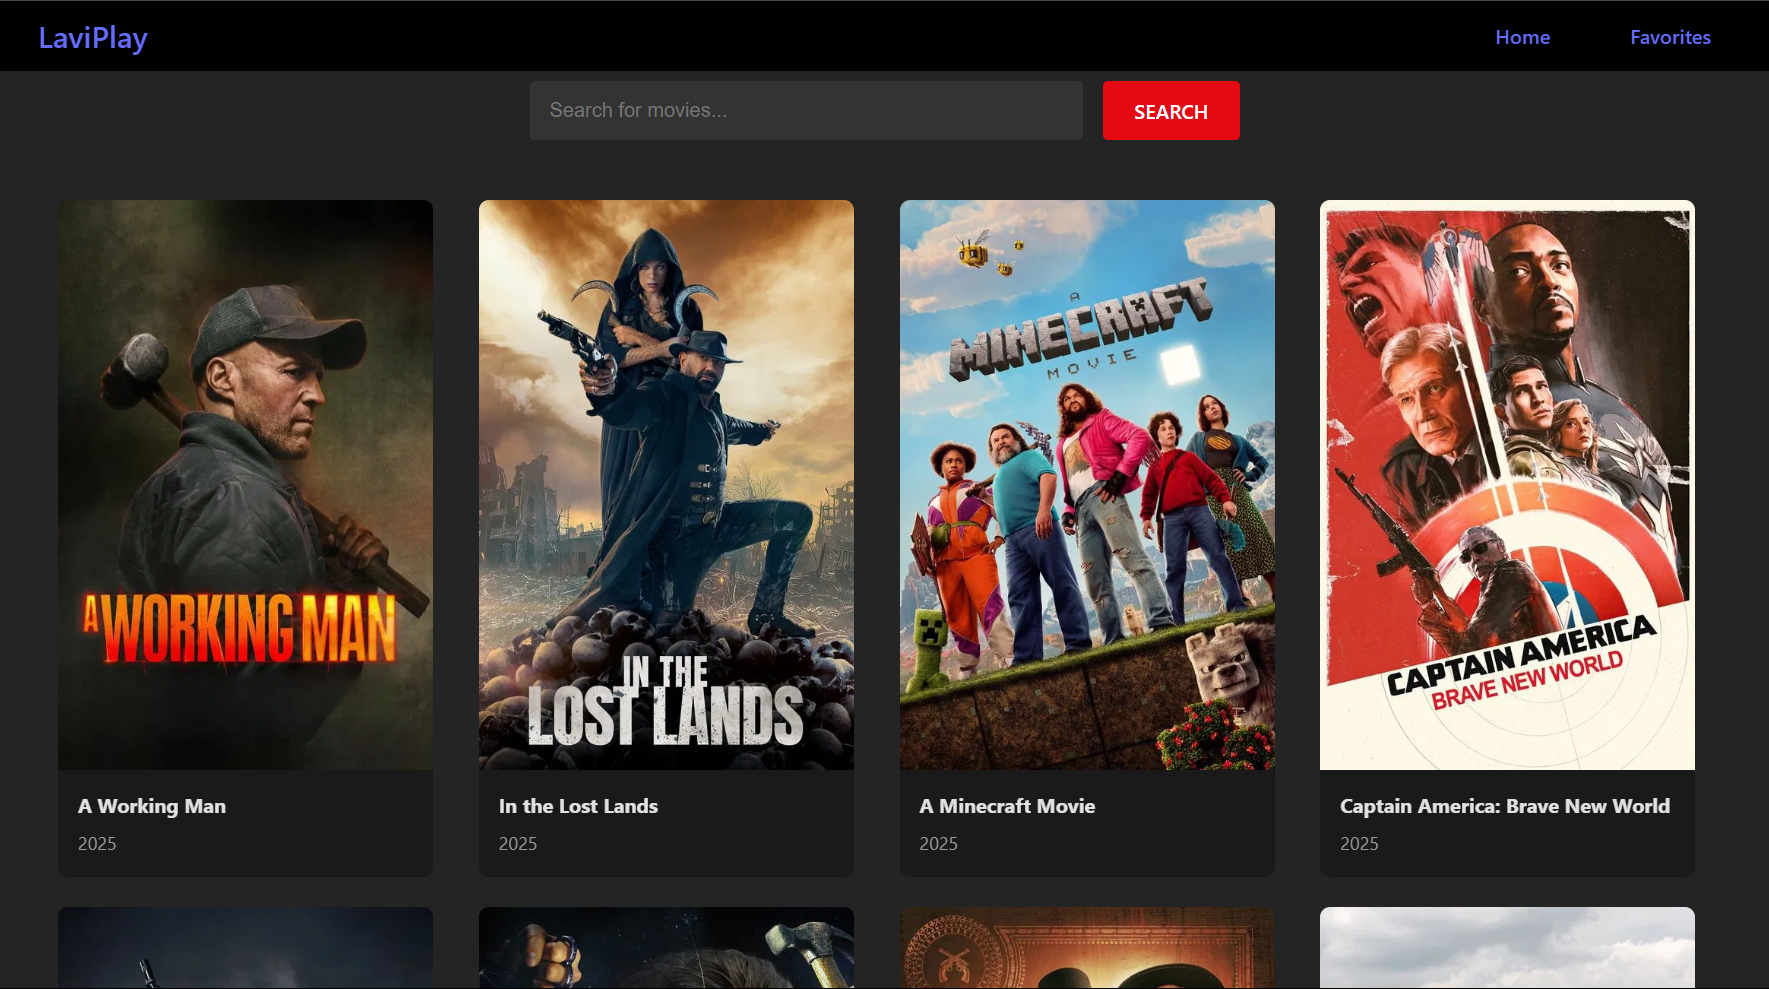 LaviPlay
Home
Favorites
Search for movies...
SEARCH
A WORKING MAN
IN THE
LOST LANDS
A
MINECRAFT
MOVIE
CAPTAIN AMERICA
BRAVE NEW WORLD
A Working Man
2025
In the Lost Lands
2025
A Minecraft Movie
2025
Captain America: Brave New World
2025